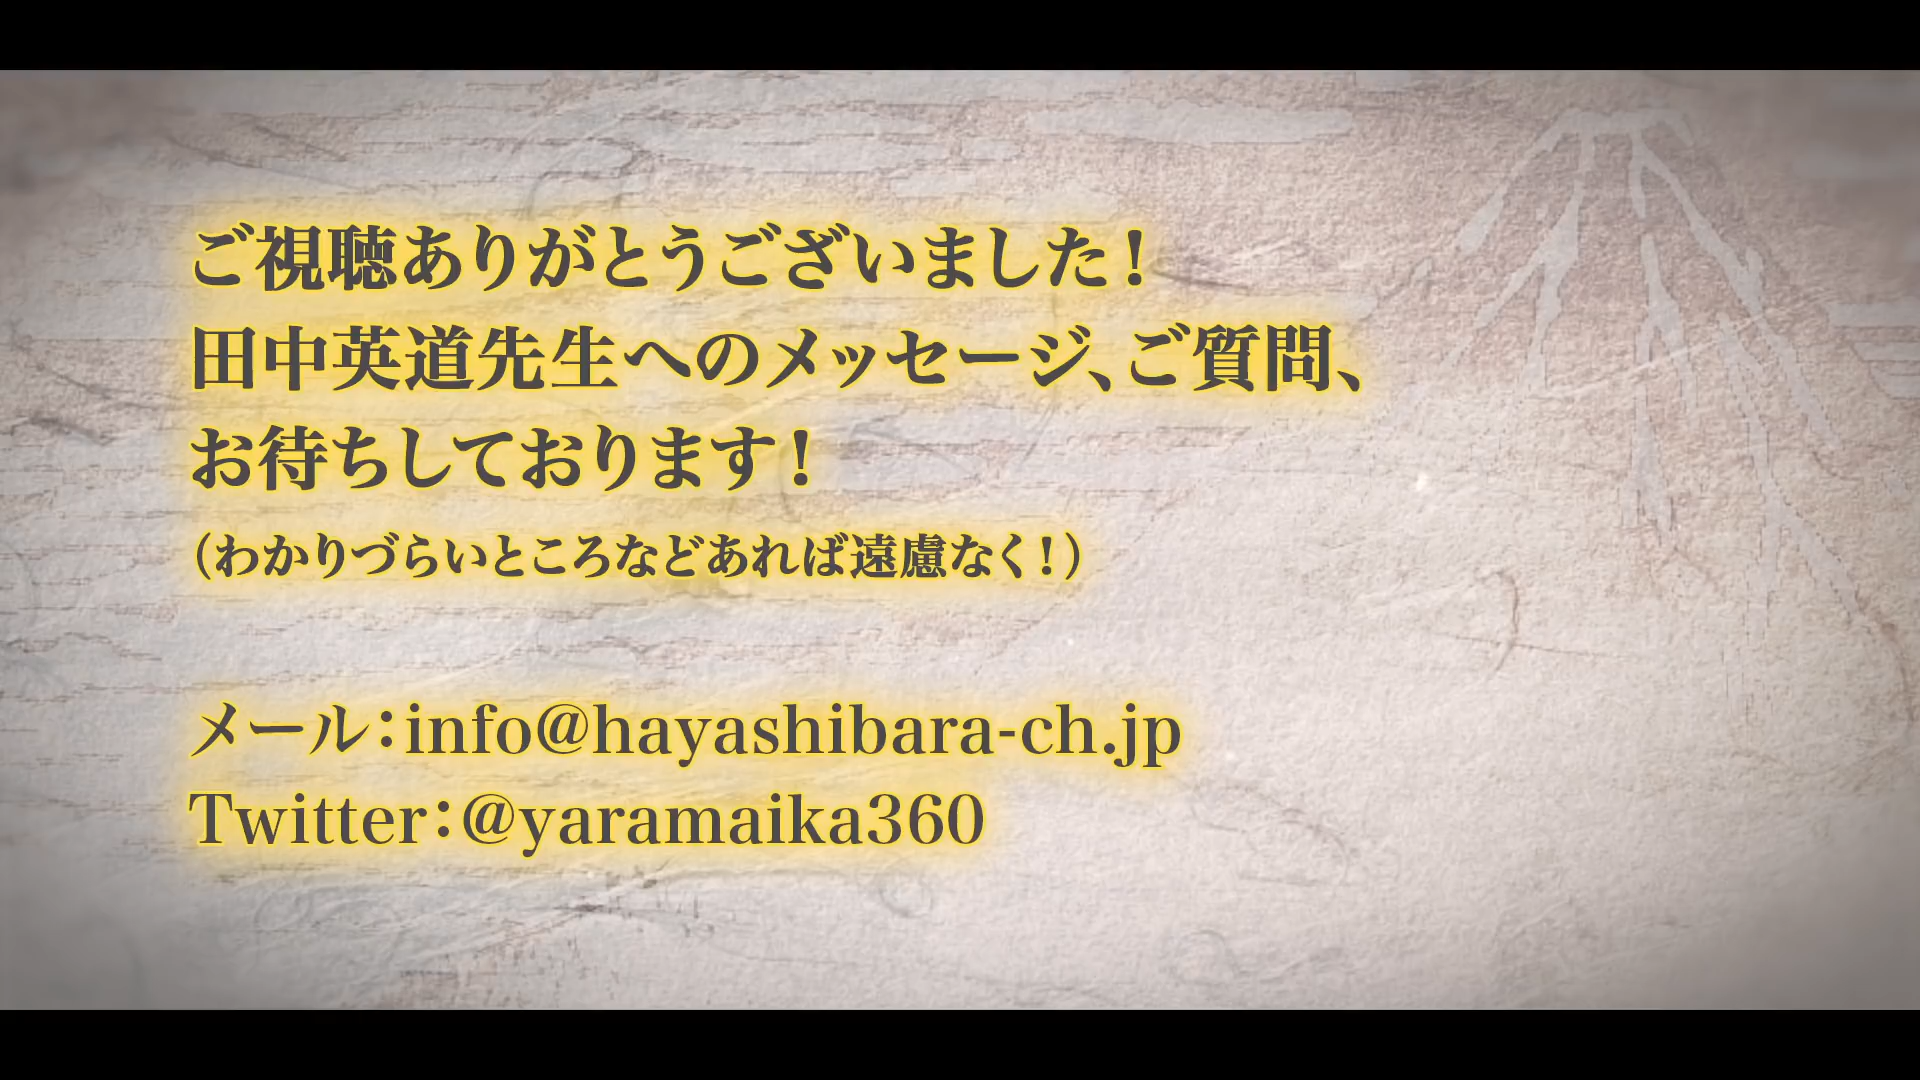 ご視聴ありがとうございました！
田中英道先生へのメッセージ、ご質問、
お待ちしております！
（わかりづらいところなどあれば遠慮なく！）
メール：info@hayashibara-ch.jp
Twitter：@yaramaika360